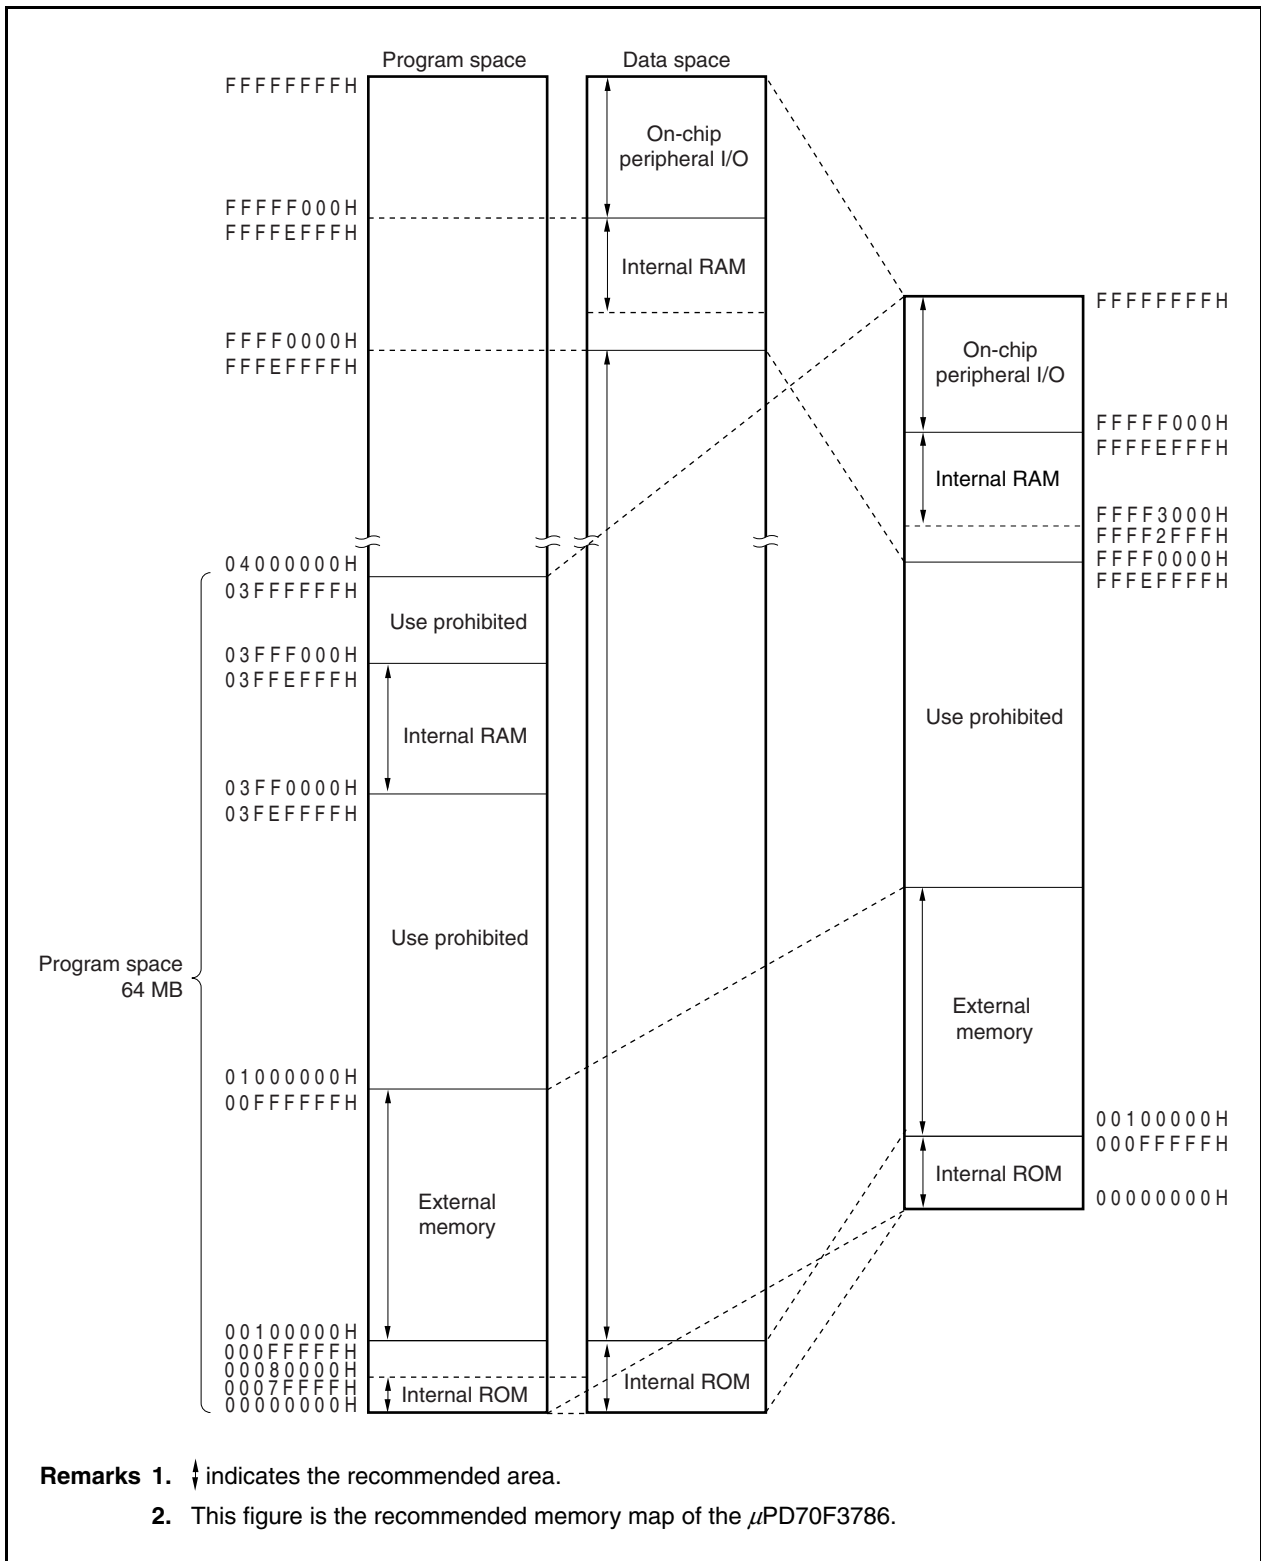 Program space
Data space
FFFFFFFFH
On-chip
peripheral I/O
FFFFF000H
FFFFEFFFH
Internal RAM
FFFF0000H
FFFEFFFFH
04000000H
03FFFFFFH
Use prohibited
03FFF000H
03FFEFFFH
Internal RAM
03FF0000H
03FEFFFFH
Use prohibited
Program space
64 MB
01000000H
00FFFFFFH
External
memory
00100000H
000FFFFFH
00080000H
0007FFFFH
00000000H
Internal ROM
Internal ROM
FFFFFFFFH
On-chip
peripheral I/O
FFFFF000H
FFFFEFFFH
Internal RAM
FFFF3000H
FFFF2FFFH
FFFF0000H
FFFEFFFFH
Use prohibited
External
memory
00100000H
000FFFFFH
Internal ROM
00000000H
Remarks 1. indicates the recommended area.
2. This figure is the recommended memory map of the μPD70F3786.